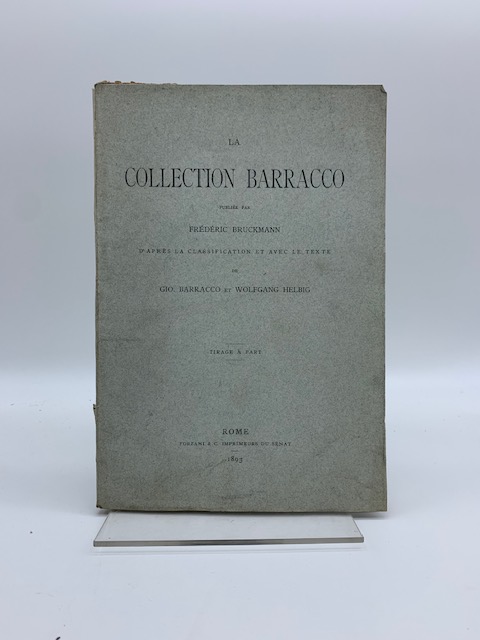 LA
COLLECTION BARRACCO
PUBLIÉE PAR
FRÉDÉRIC BRUCKMANN
D'APRÈS LA CLASSIFICATION ET AVEC LE TEXTE
DE
GIO. BARRACCO ET WOLFGANG HELBIG
TIRAGE À PART
ROME
FORZANI & C. IMPRIMEURS DU SÉNAT
1893